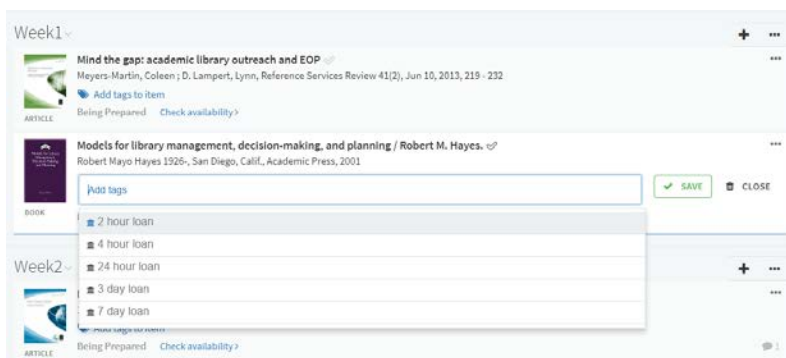 Week1
Mind the gap: academic library outreach and EOP
Meyers-Martin, Coleen ; D. Lampert, Lynn, Reference Services Review 41(2), Jun 10, 2013, 219 - 232
Add tags to item
ARTICLE
Being Prepared Check availability >
Models for library management, decision-making, and planning / Robert M. Hayes.
Robert Mayo Hayes 1926-, San Diego, Calif., Academic Press, 2001
Add tags
SAVE
CLOSE
BOOK
2 hour loan
4 hour loan
24 hour loan
3 day loan
7 day loan
Week2
Add tags to item
ARTICLE
Being Prepared Check availability >
1